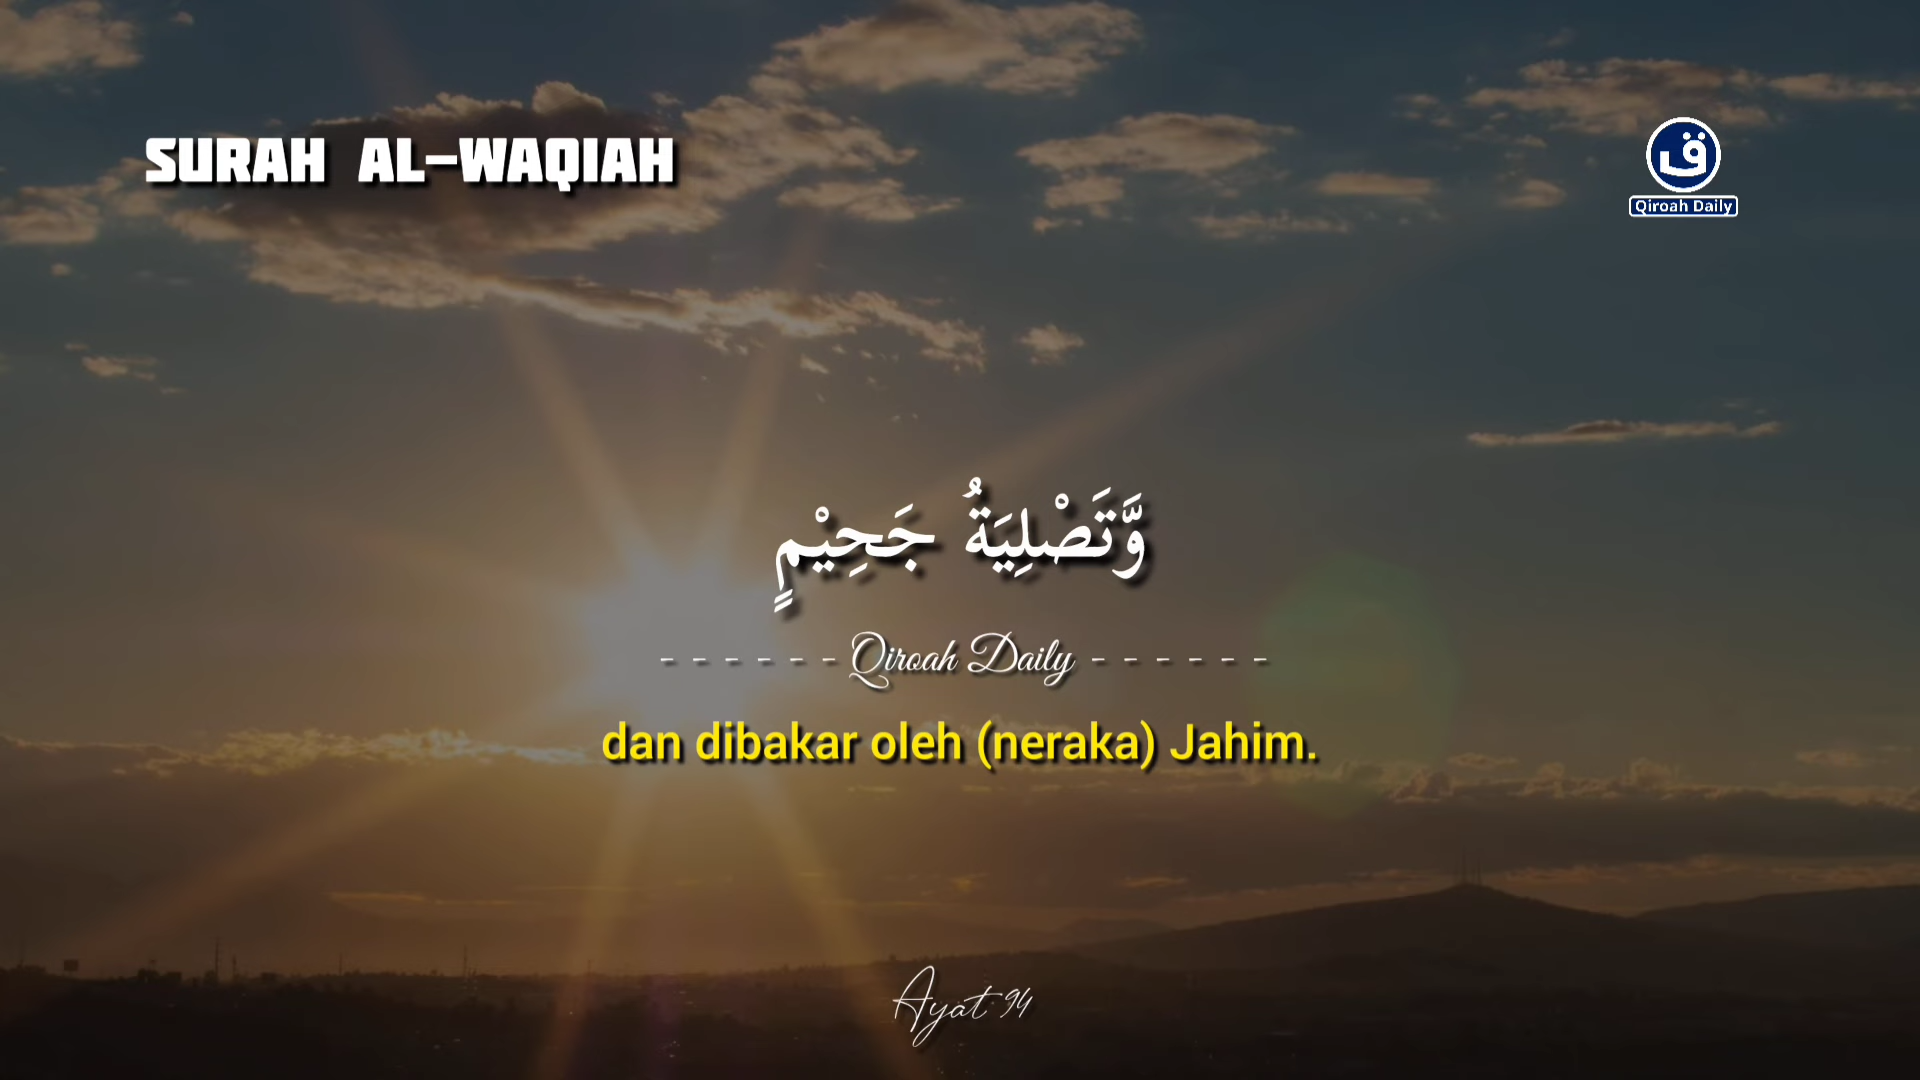 SURAH AL-WAQIAH
ق
Qiroah Daily
وَّتَصْلِيَةُ جَحِيْمٍ
- - - - - - Qiroah Daily - - - - - -
dan dibakar oleh (neraka) Jahim.
Ayat 94